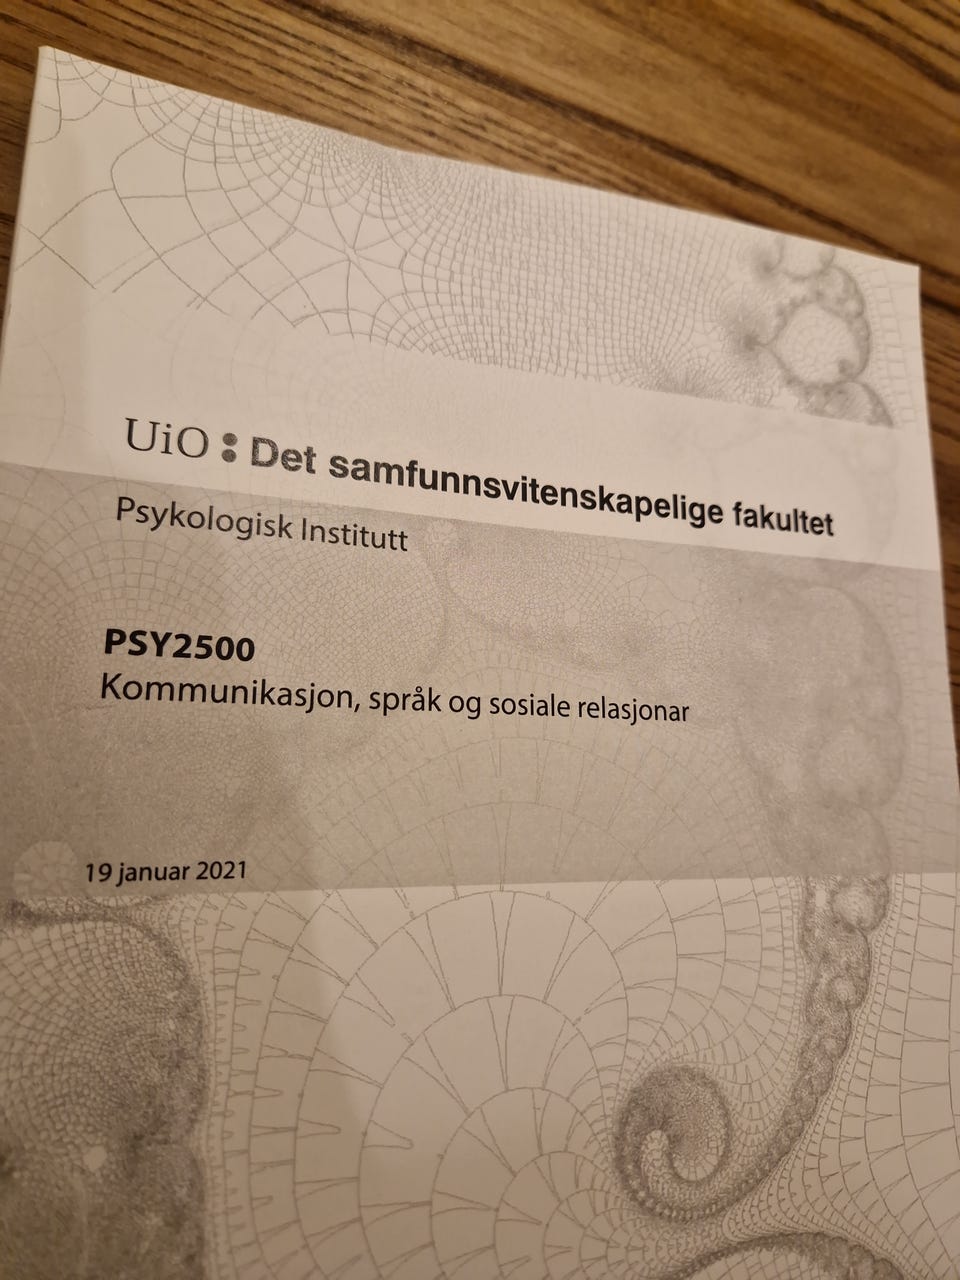 UiO : Det samfunnsvitenskapelige fakultet
Psykologisk Institutt
PSY2500
Kommunikasjon, språk og sosiale relasjonar
19 januar 2021